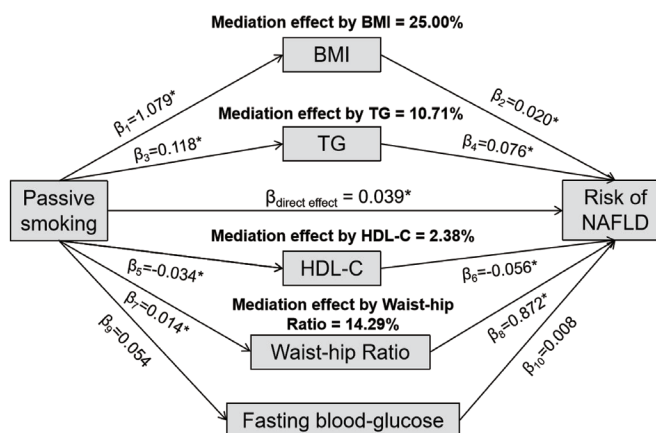 Mediation effect by BMI = 25.00%
BMI
β1=1.079*
β2=0.020*
Mediation effect by TG = 10.71%
TG
β3=0.118*
β4=0.076*
Passive
smoking
βdirect effect = 0.039*
Risk of
NAFLD
Mediation effect by HDL-C = 2.38%
HDL-C
β5=-0.034*
β6=-0.056*
Mediation effect by Waist-hip
Ratio = 14.29%
Waist-hip Ratio
β7=0.014*
β8=0.872*
β9=0.054
β10=0.008
Fasting blood-glucose